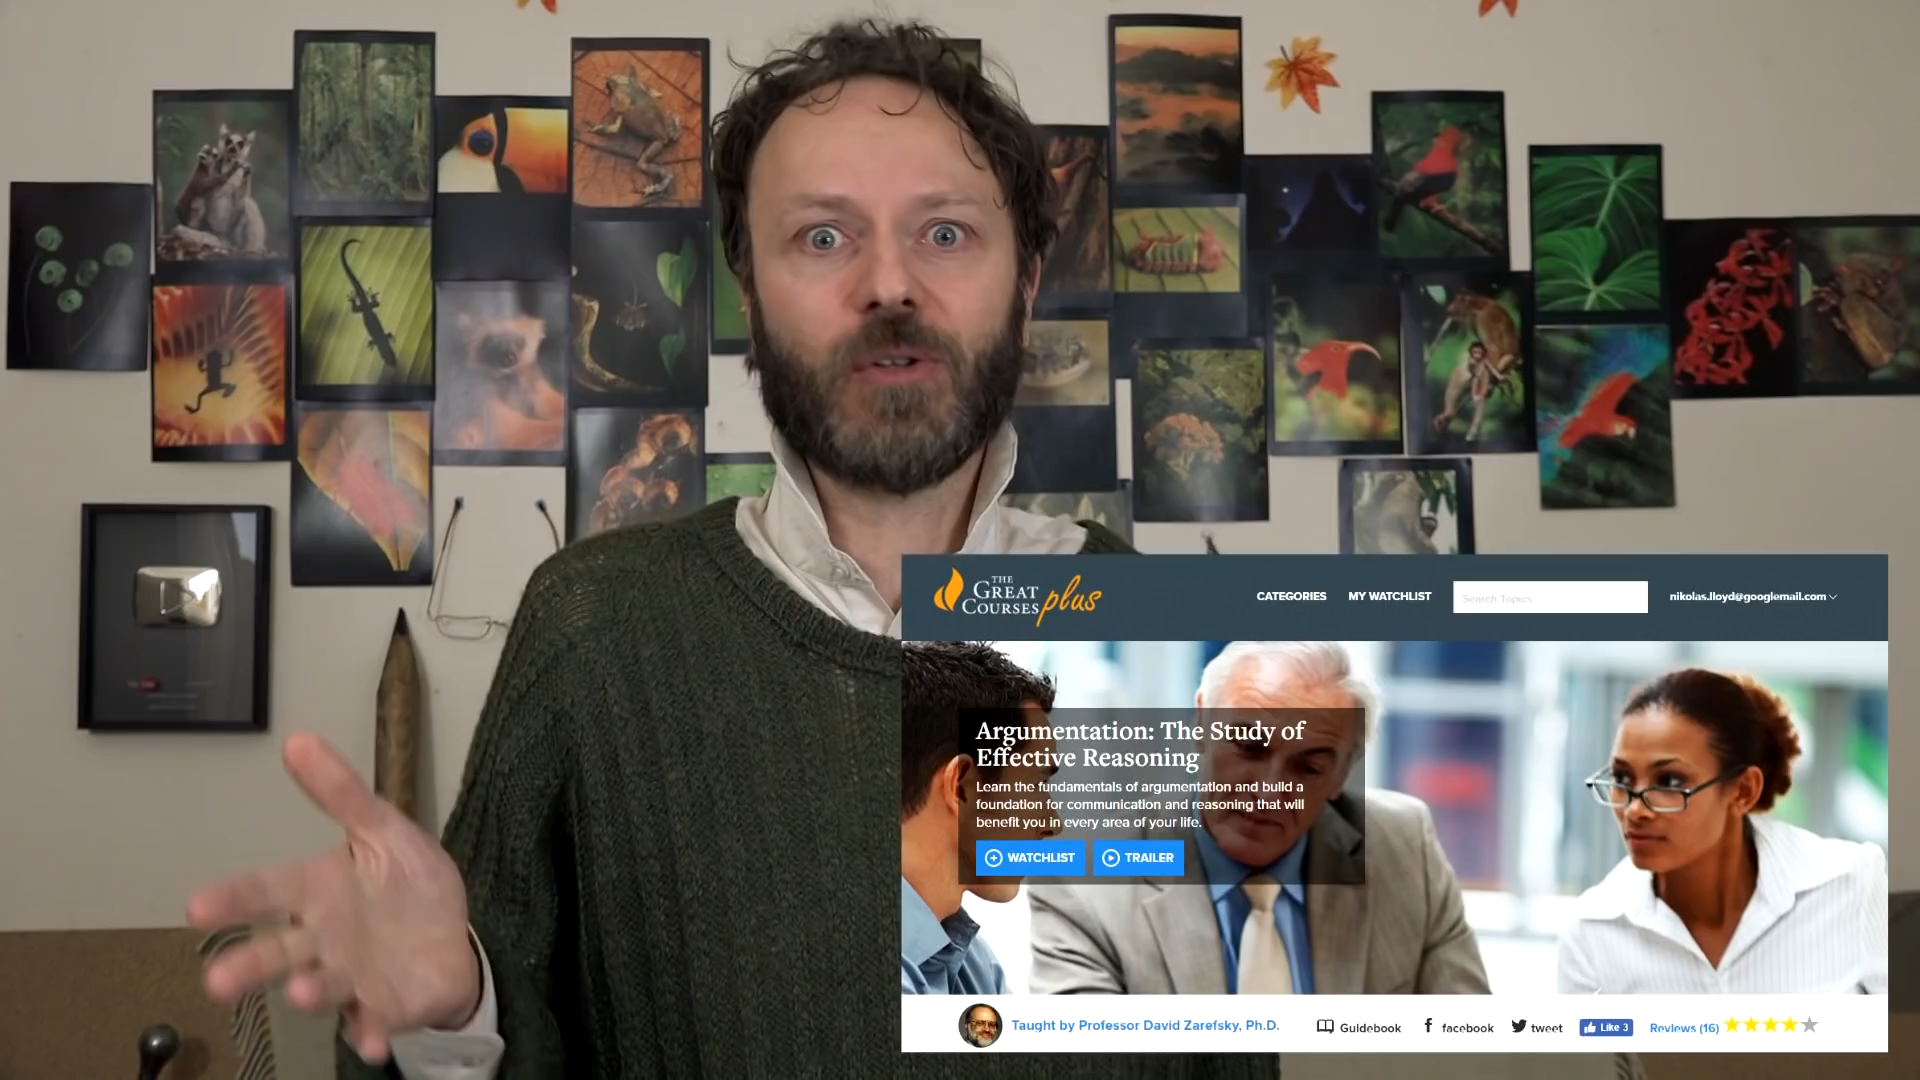 THE
GREAT
COURSES plus
CATEGORIES
MY WATCHLIST
Search Topics
nikolas.lloyd@googlemail.com
Argumentation: The Study of
Effective Reasoning
Learn the fundamentals of argumentation and build a
foundation for communication and reasoning that will
benefit you in every area of your life.
WATCHLIST
TRAILER
Taught by Professor David Zarefsky, Ph.D.
Guidebook
facebook
tweet
Like 3
Reviews (16)